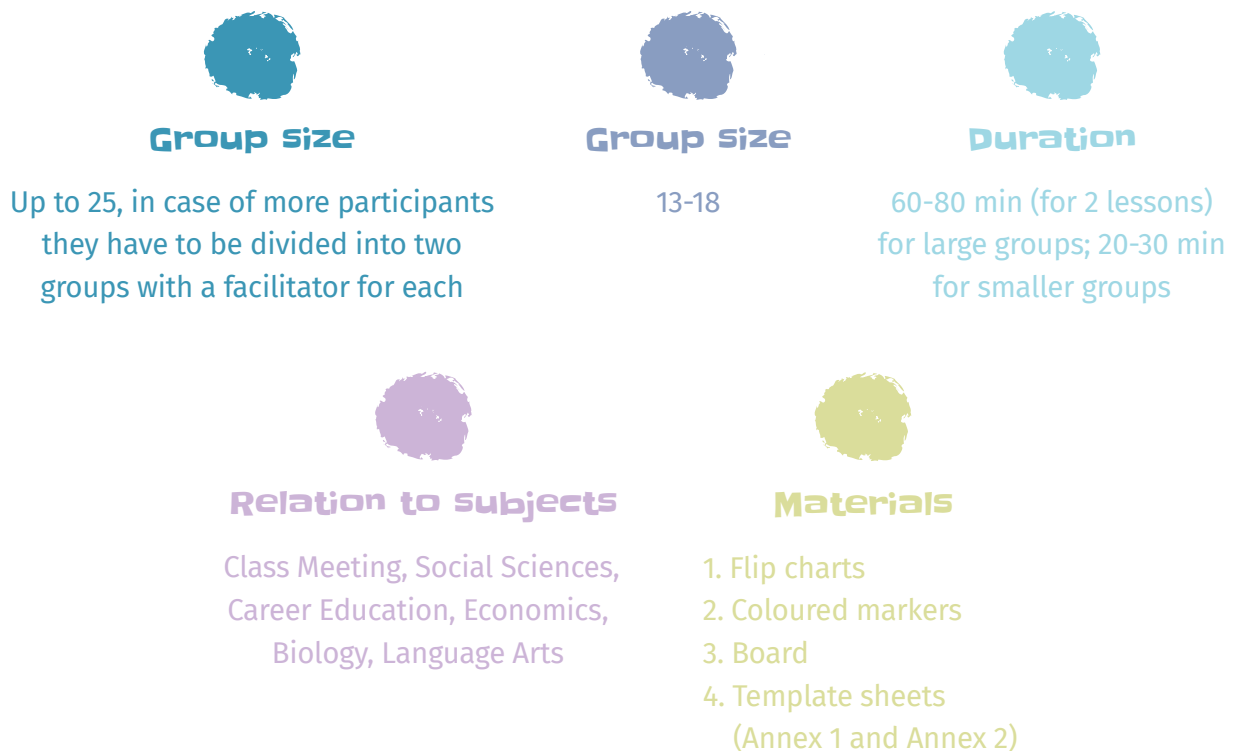 Group size
Up to 25, in case of more participants
they have to be divided into two
groups with a facilitator for each
Group size
13-18
Duration
60-80 min (for 2 lessons)
for large groups; 20-30 min
for smaller groups
Relation to subjects
Class Meeting, Social Sciences,
Career Education, Economics,
Biology, Language Arts
Materials
1. Flip charts
2. Coloured markers
3. Board
4. Template sheets
(Annex 1 and Annex 2)